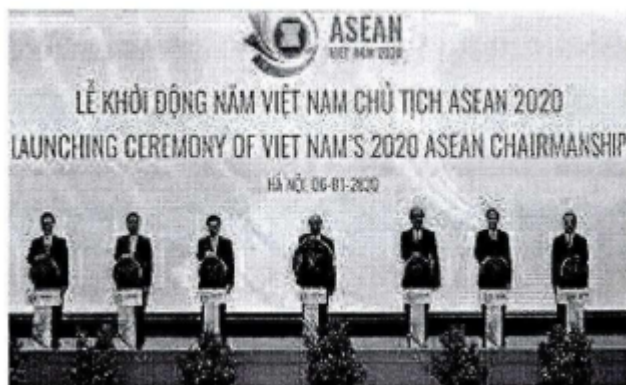 ASEAN
VIET NAM 2020
LỄ KHỞI ĐỘNG NĂM VIỆT NAM CHỦ TỊCH ASEAN 2020
LAUNCHING CEREMONY OF VIET NAM'S 2020 ASEAN CHAIRMANSHIP
HÀ NỘI, 06-01-2020